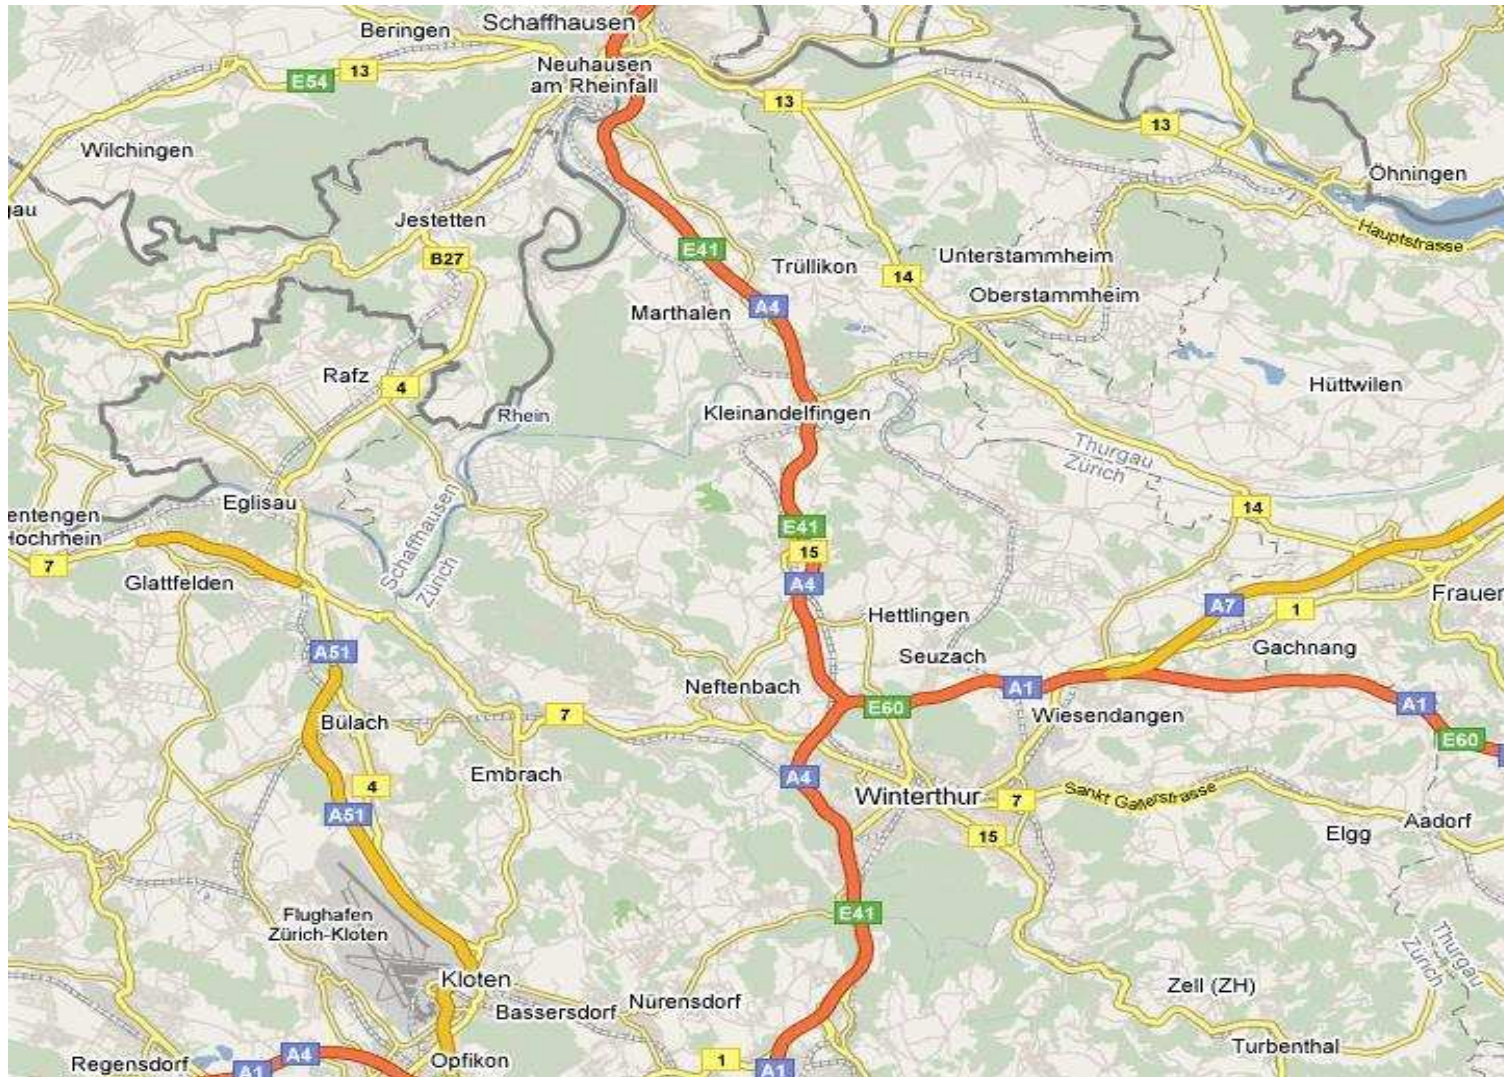 Schaffhausen
Beringen
Neuhausen
am Rheinfall
13
E54
13
13
Wilchingen
Öhningen
gau
Jestetten
Hauptstrasse
B27
E41
Trüllikon
14
Unterstammheim
Oberstammheim
A4
Marthalen
Rafz
4
Hüttwilen
Rhein
Kleinandelfingen
Thurgau
Zürich
Eglisau
14
entengen
Hochrhein
E41
15
7
Schaffhausen
Zürich
Glattfelden
A4
Frauer
A7
1
Hettlingen
A51
Seuzach
Gachnang
Neftenbach
A1
A1
E60
Bülach
7
Wiesendangen
E60
Embrach
A4
4
Winterthur
7
Sankt Gallerstrasse
A51
15
Elgg
Aadorf
Flughafen
Zürich-Kloten
E41
Thurgau
Zürich
Kloten
Zell (ZH)
Bassersdorf
Nürensdorf
Turbenthal
Regensdorf
A4
A1
Opfikon
1
A1